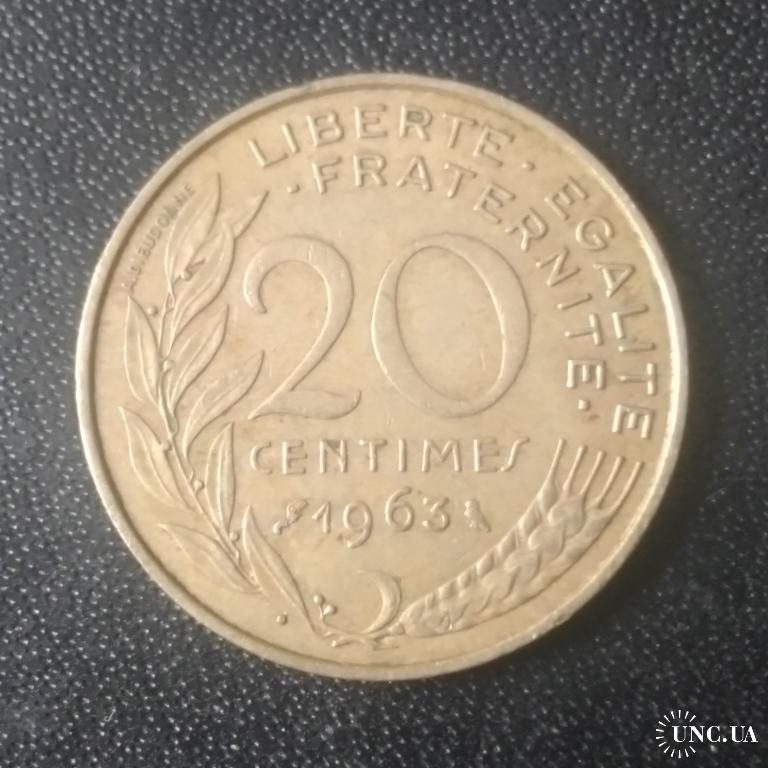 LIBERTE · EGALITE
· FRATERNITE ·
20
CENTIMES
1963
UNC.UA